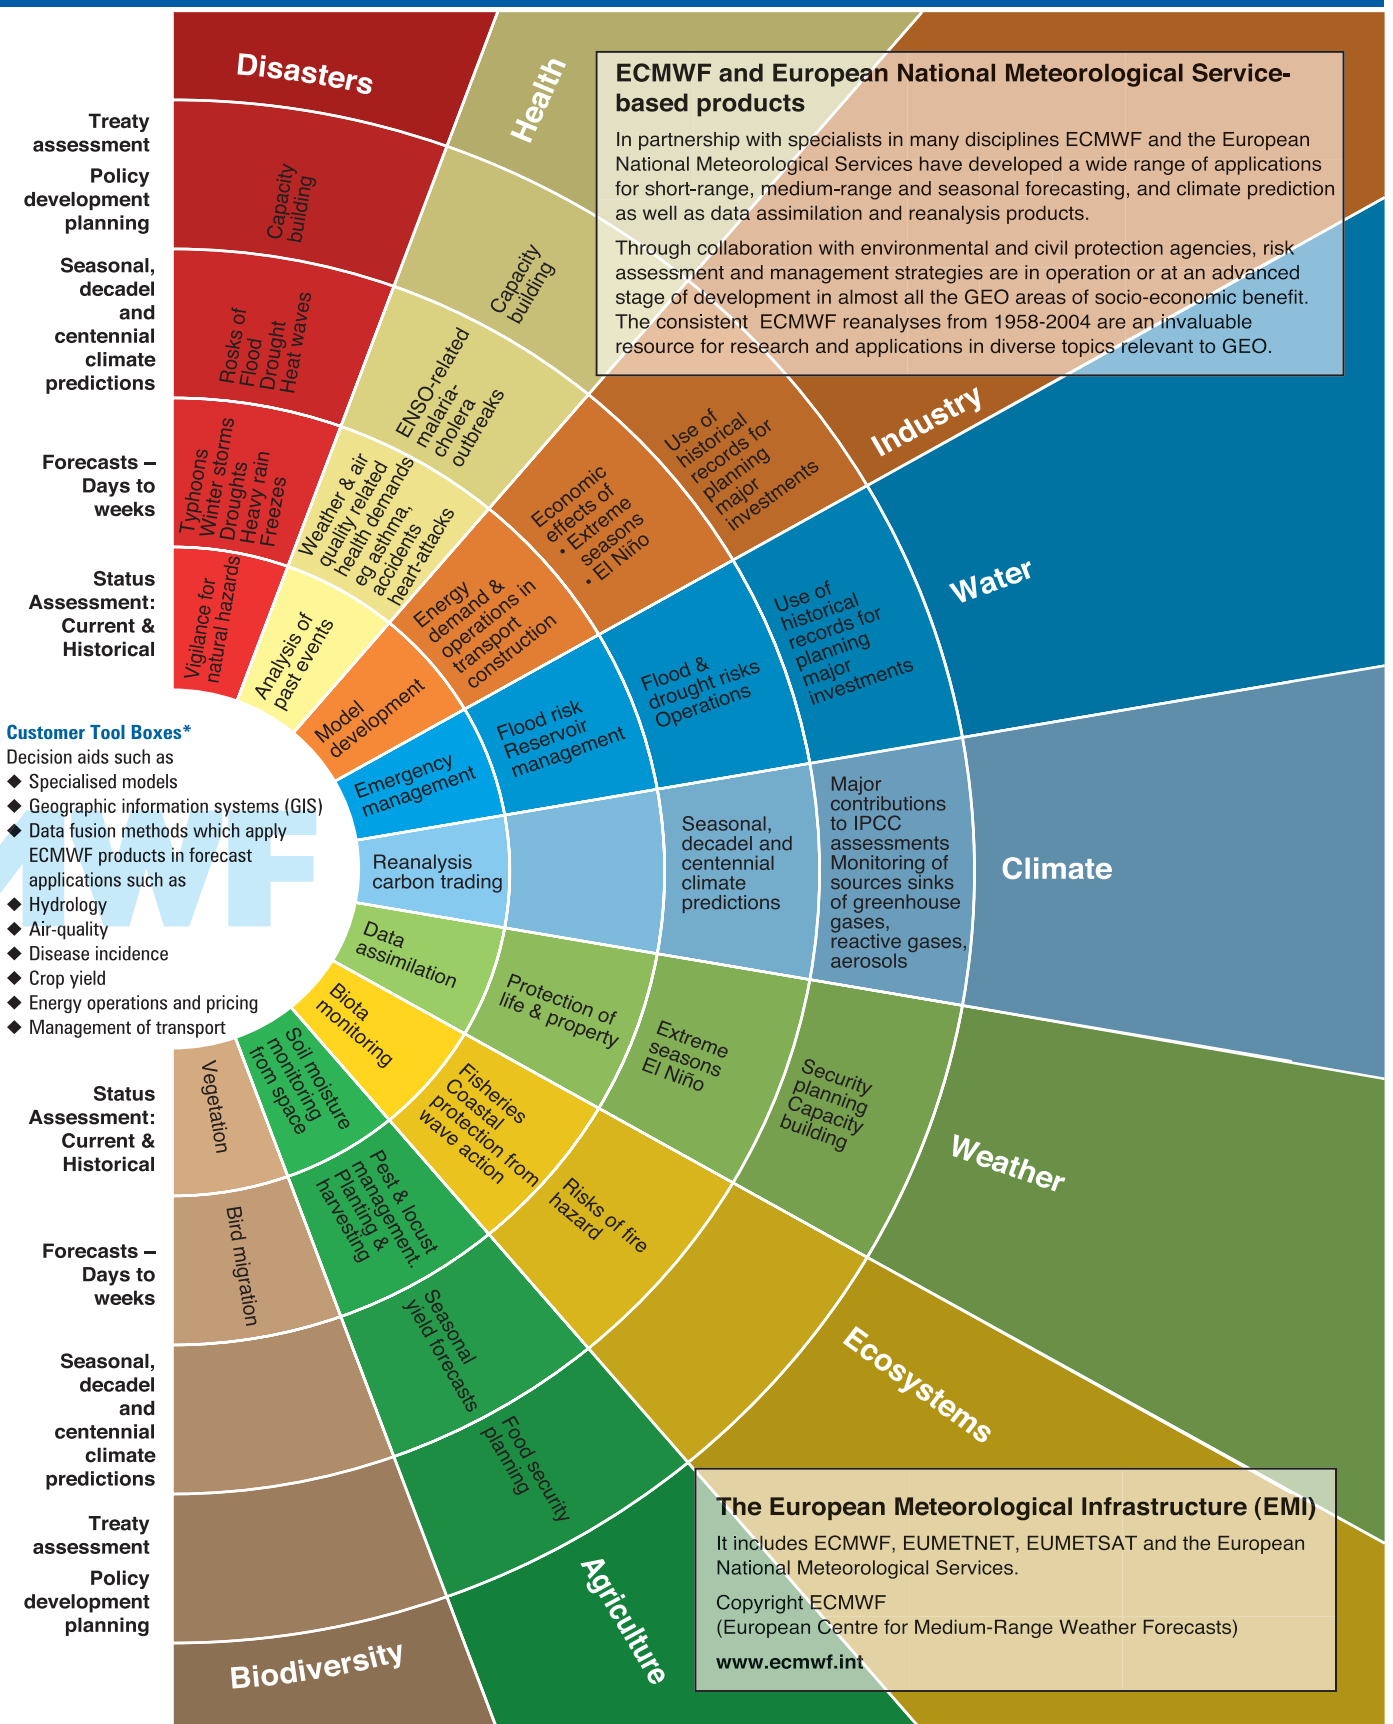 Disasters
Health
Industry
Water
Climate
Weather
Ecosystems
Agriculture
Biodiversity
ECMWF and European National Meteorological Service-
based products
In partnership with specialists in many disciplines ECMWF and the European
National Meteorological Services have developed a wide range of applications
for short-range, medium-range and seasonal forecasting, and climate prediction
as well as data assimilation and reanalysis products.
Through collaboration with environmental and civil protection agencies, risk
assessment and management strategies are in operation or at an advanced
stage of development in almost all the GEO areas of socio-economic benefit.
The consistent  ECMWF reanalyses from 1958-2004 are an invaluable
resource for research and applications in diverse topics relevant to GEO.
Treaty
assessment
Policy
development
planning
Seasonal,
decadel
and
centennial
climate
predictions
Forecasts –
Days to
weeks
Status
Assessment:
Current &
Historical
Capacity
building
Rosks of
Flood
Drought
Heat waves
Typhoons
Winter storms
Droughts
Heavy rain
Freezes
Vigilance for
natural hazards
Capacity
building
ENSO-related
malaria-
cholera
outbreaks
Weather & air
quality related
health demands
eg asthma,
accidents
heart-attacks
Analysis of
past events
Use of
historical
records for
planning
major
investments
Economic
effects of
• Extreme
seasons
• El Niño
Energy
demand &
operations in
transport
construction
Model
development
Use of
historical
records for
planning
major
investments
Flood &
drought risks
Operations
Flood risk
Reservoir
management
Emergency
management
Customer Tool Boxes*
Decision aids such as
◆ Specialised models
◆ Geographic information systems (GIS)
◆ Data fusion methods which apply
ECMWF products in forecast
applications such as
◆ Hydrology
◆ Air-quality
◆ Disease incidence
◆ Crop yield
◆ Energy operations and pricing
◆ Management of transport
MWF
Reanalysis
carbon trading
Seasonal,
decadel and
centennial
climate
predictions
Major
contributions
to IPCC
assessments
Monitoring of
sources sinks
of greenhouse
gases,
reactive gases,
aerosols
Data
assimilation
Protection of
life & property
Extreme
seasons
El Niño
Security
planning
Capacity
building
Biota
monitoring
Fisheries
Coastal
protection from
wave action
Risks of fire
hazard
Soil moisture
monitoring
from space
Pest & locust
management.
Planting &
harvesting
Seasonal
yield forecasts
Food security
planning
Vegetation
Bird migration
Status
Assessment:
Current &
Historical
Forecasts –
Days to
weeks
Seasonal,
decadel
and
centennial
climate
predictions
Treaty
assessment
Policy
development
planning
The European Meteorological Infrastructure (EMI)
It includes ECMWF, EUMETNET, EUMETSAT and the European
National Meteorological Services.
Copyright ECMWF
(European Centre for Medium-Range Weather Forecasts)
www.ecmwf.int